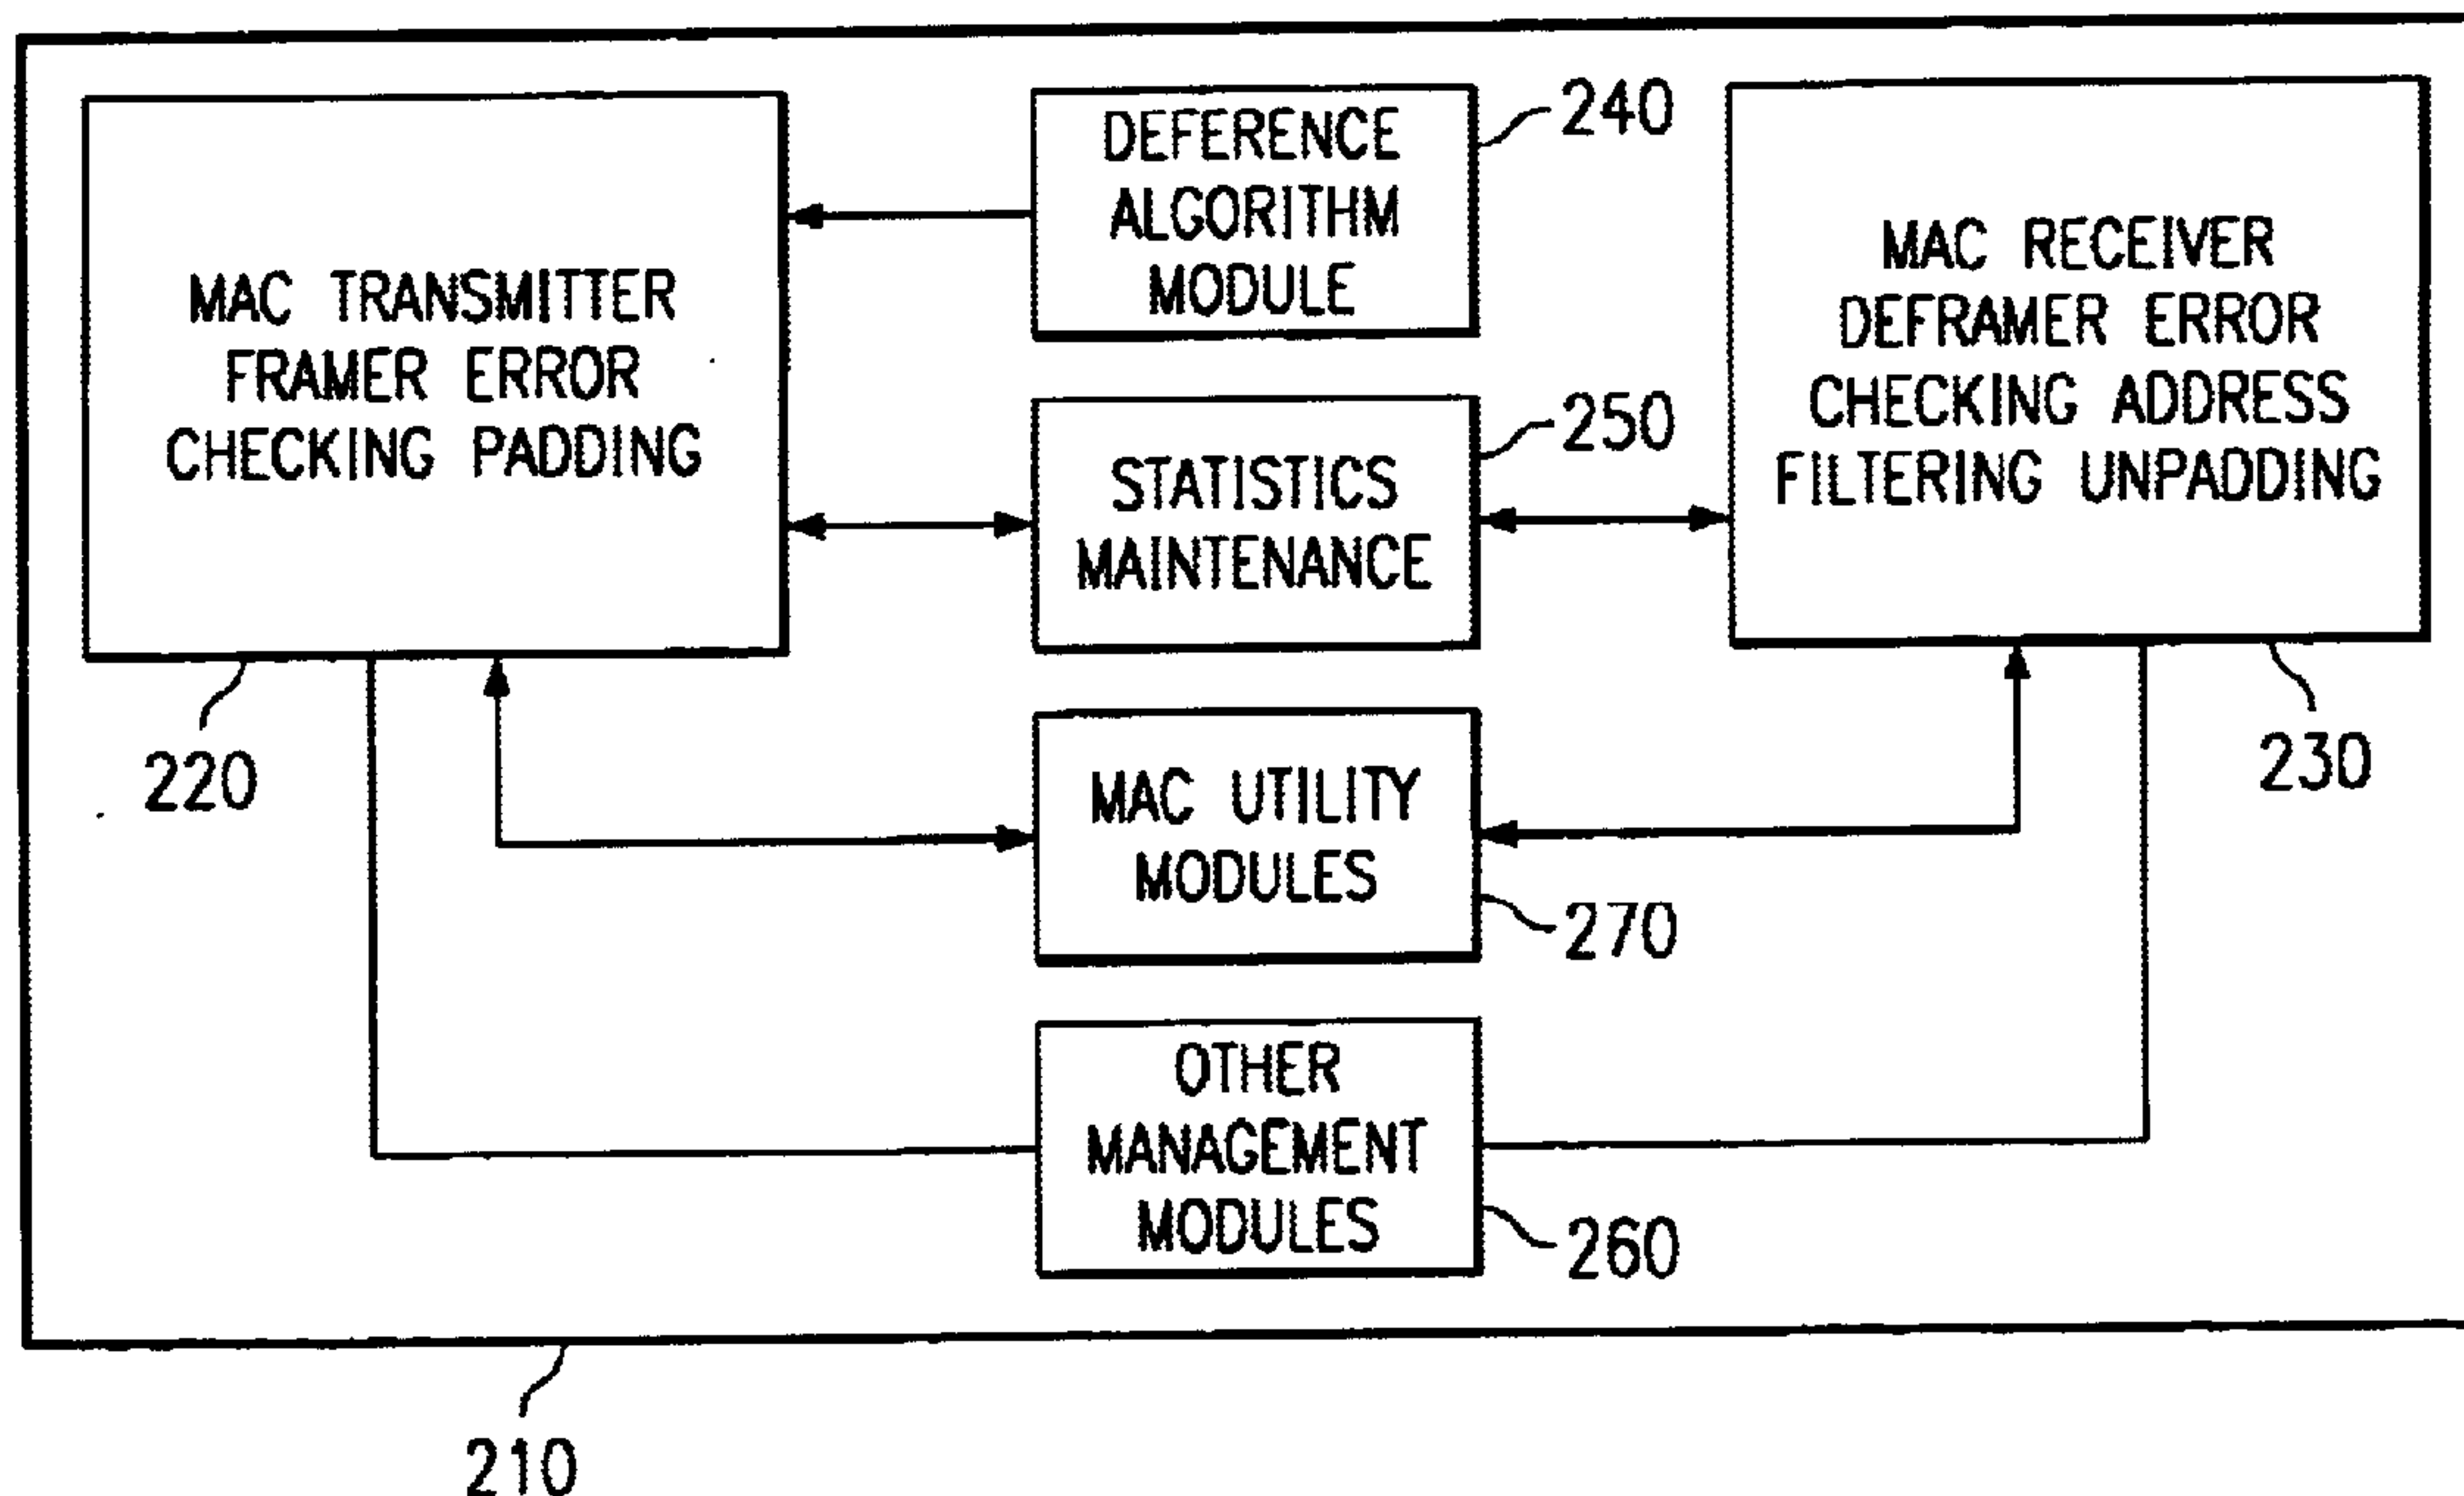 MAC TRANSMITTER
FRAMER ERROR
CHECKING PADDING
220
DEFERENCE
ALGORITHM
MODULE
240
STATISTICS
MAINTENANCE
250
MAC UTILITY
MODULES
270
OTHER
MANAGEMENT
MODULES
260
MAC RECEIVER
DEFRAMER ERROR
CHECKING ADDRESS
FILTERING UNPADDING
230
210